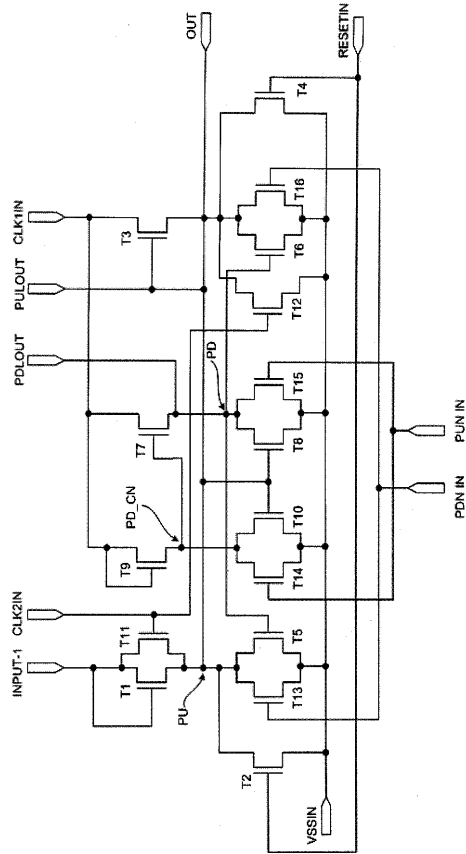 INPUT-1
CLK2IN
PDLOUT
PULOUT
CLK1IN
OUT
RESETIN
T1
T11
T9
T7
T3
PD_CN
PU
PD
T2
T13
T5
T14
T10
T8
T15
T12
T6
T16
T4
VSSIN
PDN IN
PUN IN